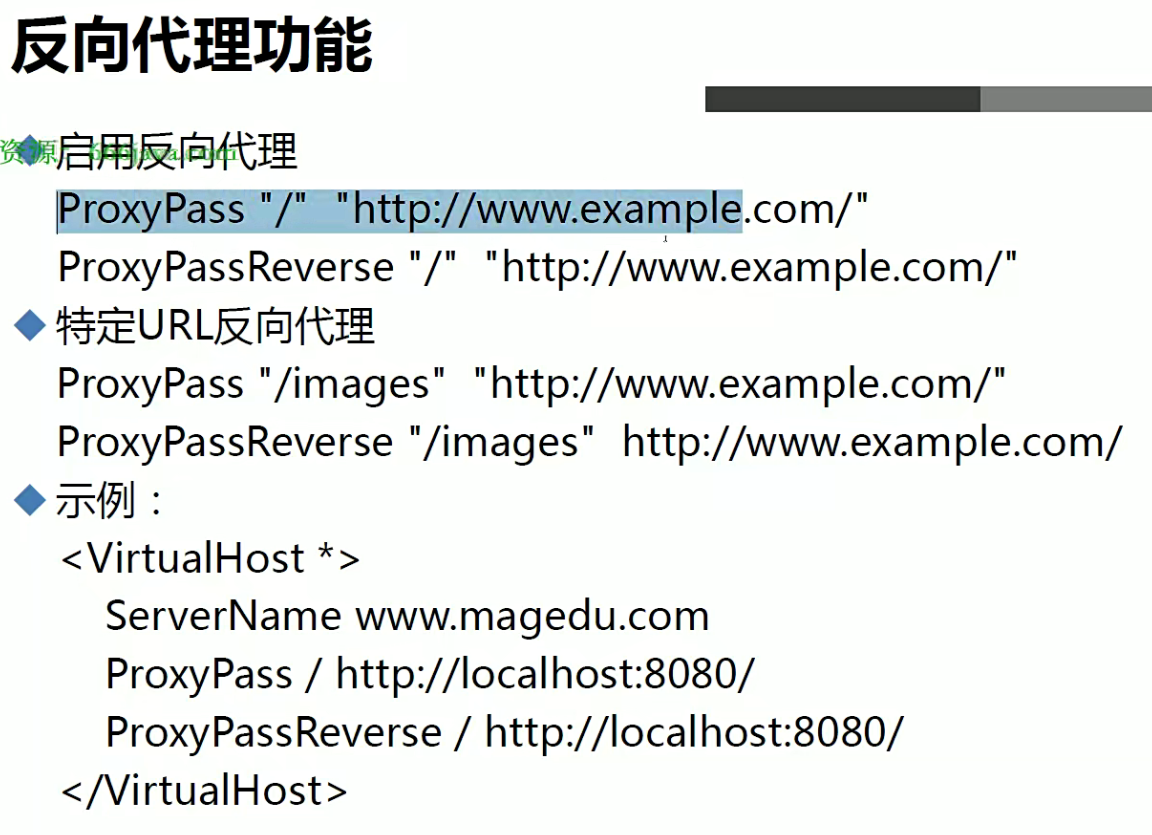 反向代理功能
启用反向代理
资源：666java.com
ProxyPass "/" "http://www.example.com/"
ProxyPassReverse "/" "http://www.example.com/"
特定URL反向代理
ProxyPass "/images" "http://www.example.com/"
ProxyPassReverse "/images" http://www.example.com/
示例：
<VirtualHost *>
ServerName www.magedu.com
ProxyPass / http://localhost:8080/
ProxyPassReverse / http://localhost:8080/
</VirtualHost>